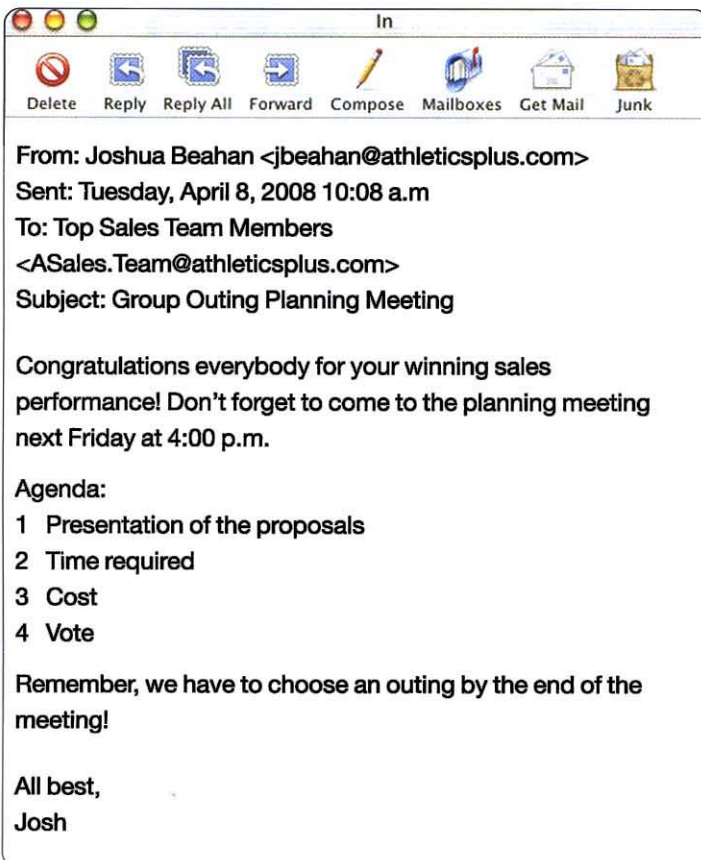 In
Delete Reply Reply All Forward Compose Mailboxes Get Mail Junk
From: Joshua Beahan <jbeahan@athleticsplus.com>
Sent: Tuesday, April 8, 2008 10:08 a.m
To: Top Sales Team Members
<ASales.Team@athleticsplus.com>
Subject: Group Outing Planning Meeting
Congratulations everybody for your winning sales
performance! Don't forget to come to the planning meeting
next Friday at 4:00 p.m.
Agenda:
1 Presentation of the proposals
2 Time required
3 Cost
4 Vote
Remember, we have to choose an outing by the end of the
meeting!
All best,
Josh